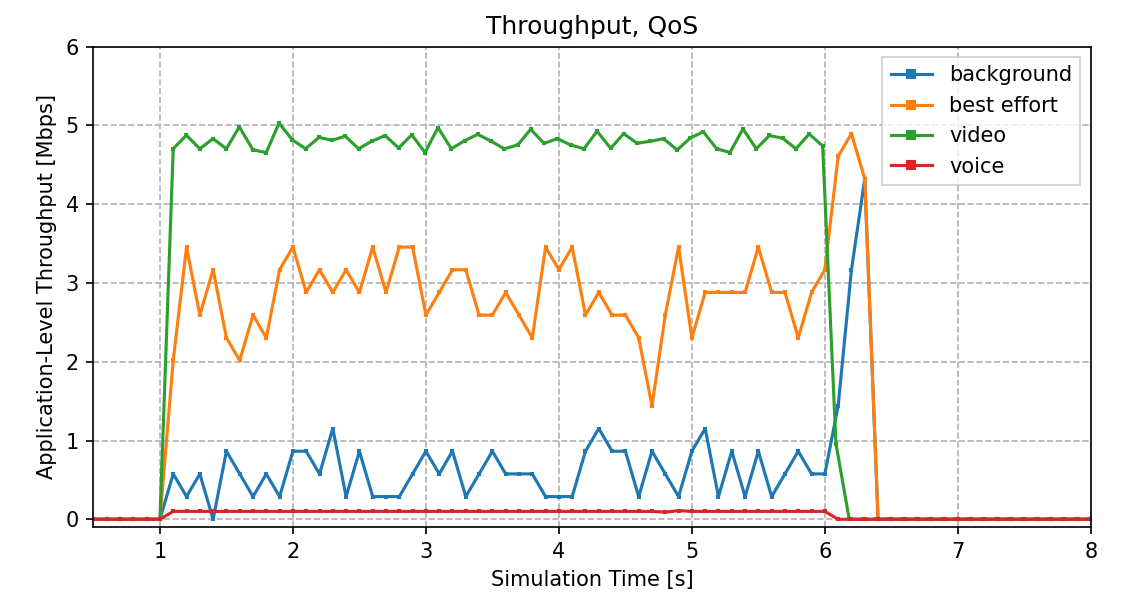 Throughput, QoS
Application-Level Throughput [Mbps]
6
5
4
3
2
1
0
background
best effort
video
voice
1 2 3 4 5 6 7 8
Simulation Time [s]